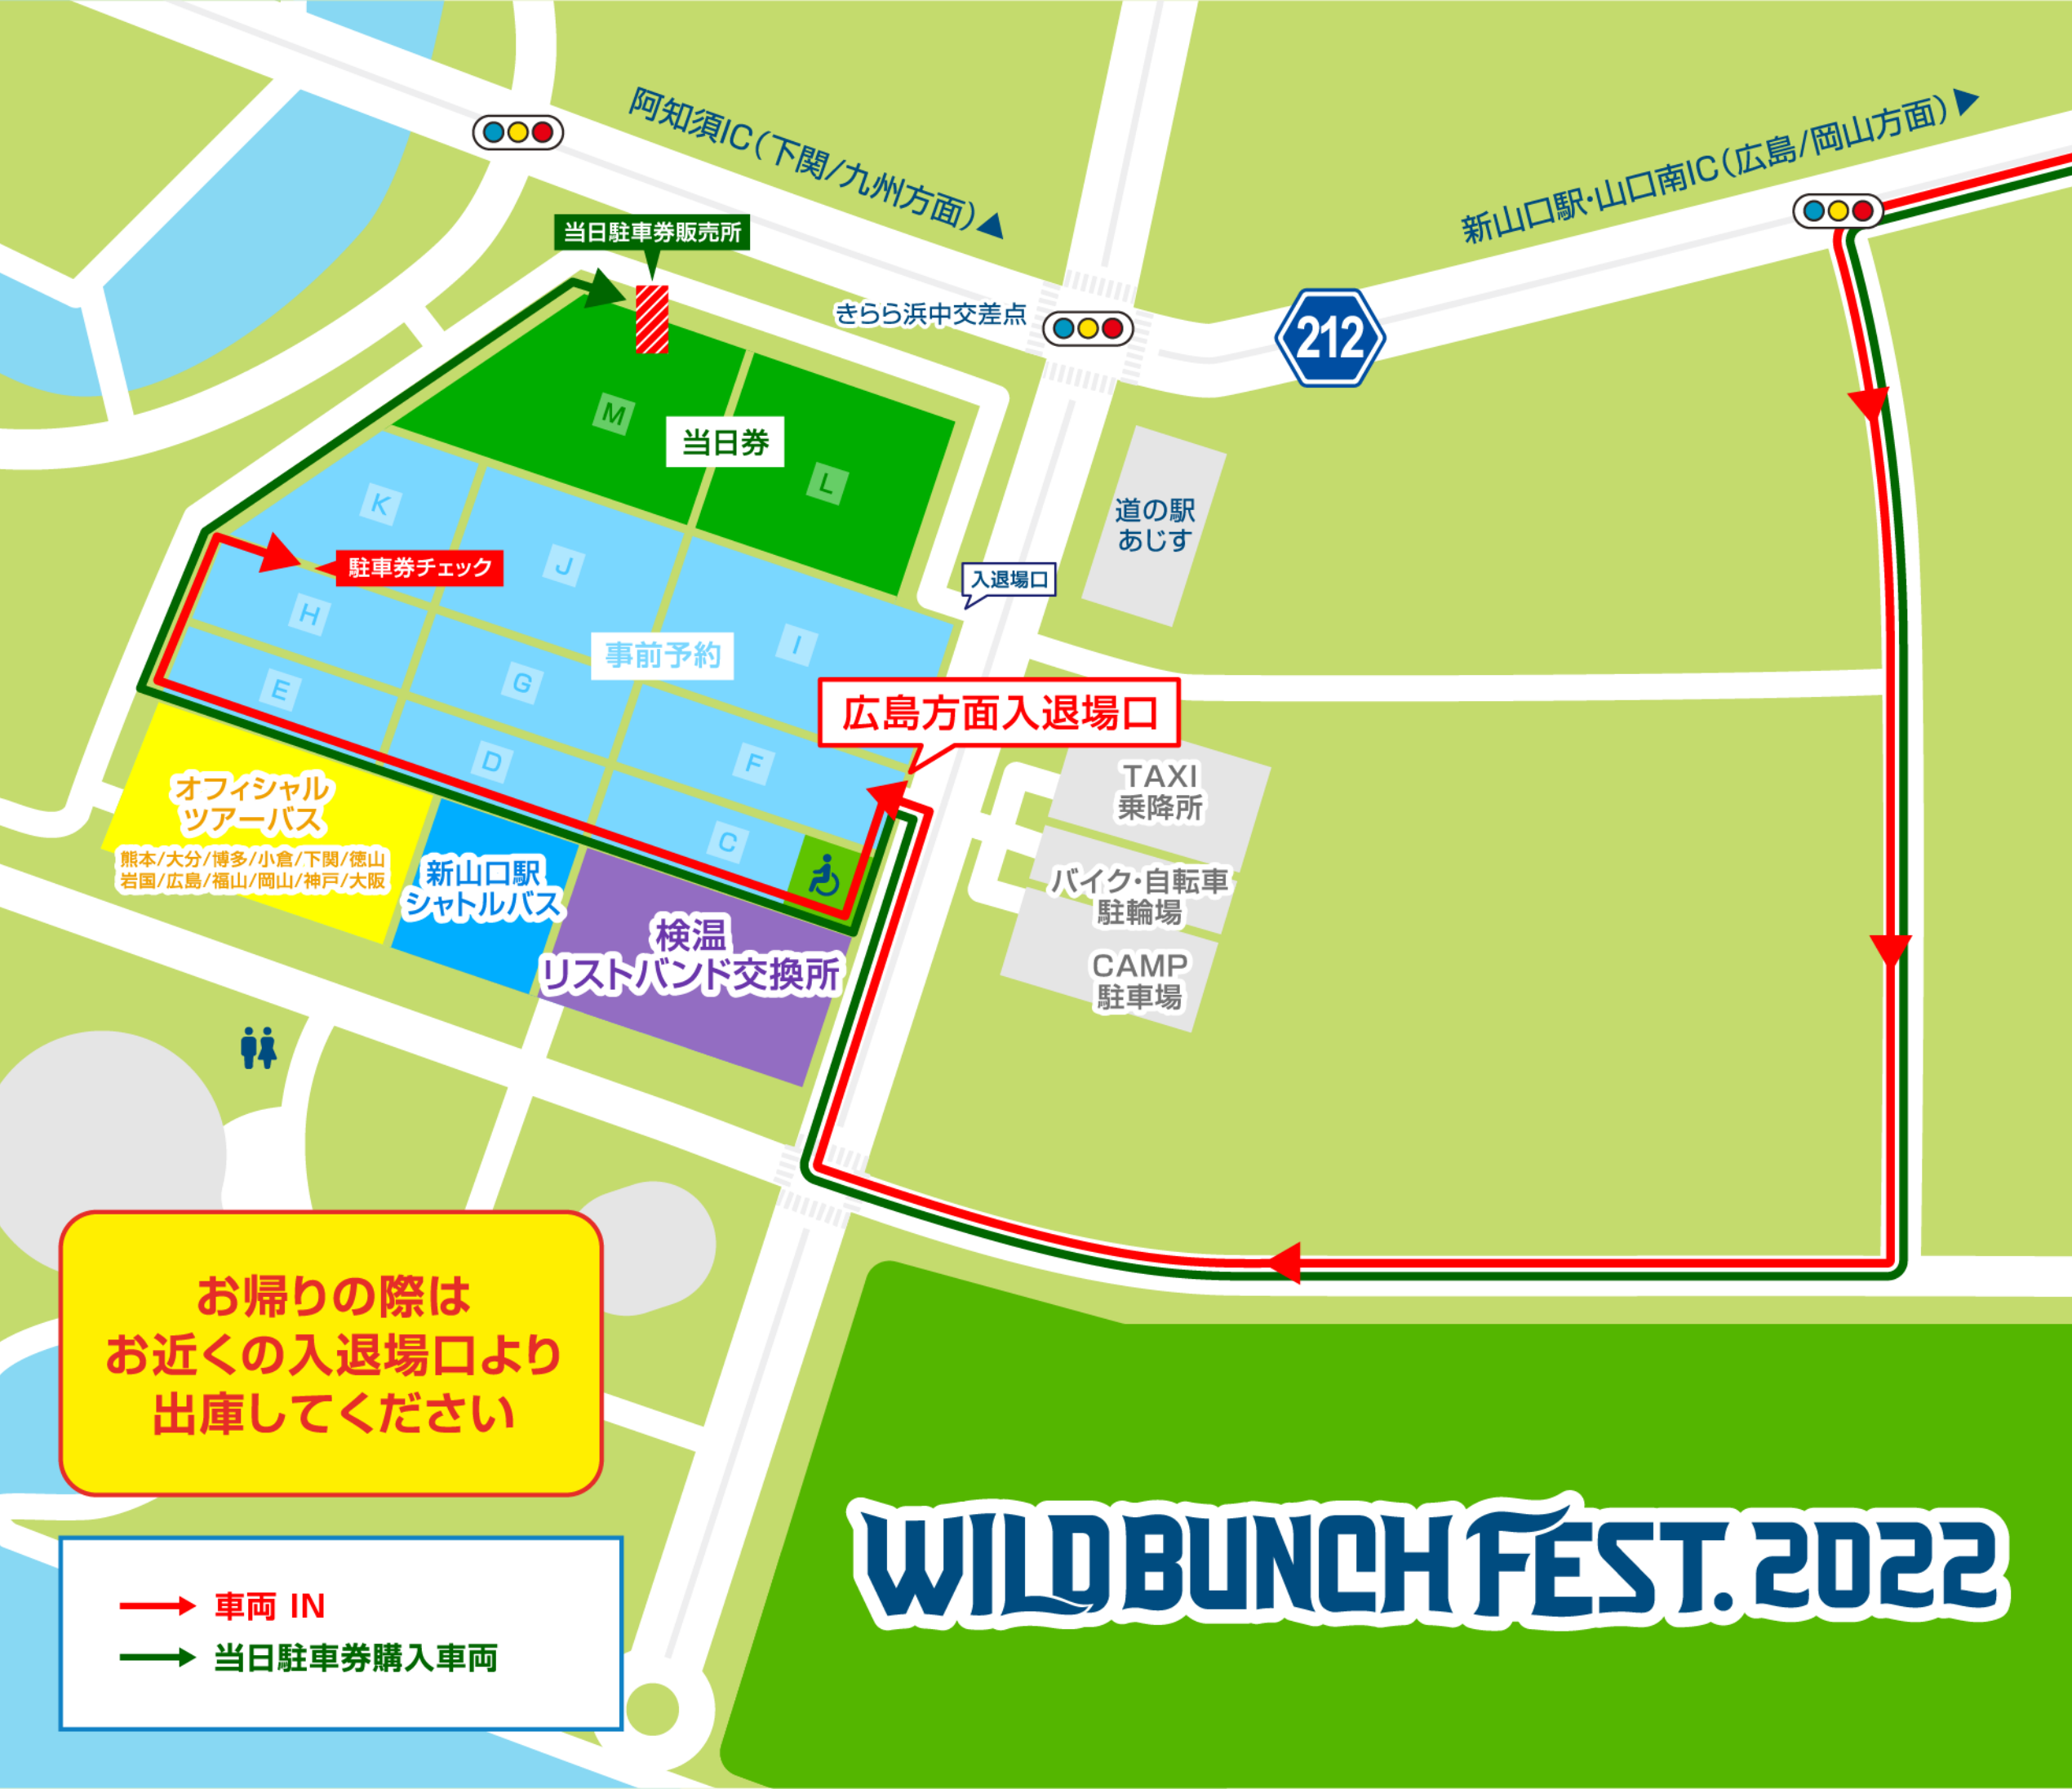 阿知須IC(下関/九州方面)◀
新山口駅・山口南IC(広島/岡山方面)▶
当日駐車券販売所
きらら浜中交差点
212
M
当日券
L
K
道の駅
あじす
J
駐車券チェック
入退場口
H
I
事前予約
E
G
広島方面入退場口
D
F
オフィシャル
ツアーバス
熊本/大分/博多/小倉/下関/徳山
岩国/広島/福山/岡山/神戸/大阪
C
TAXI
乗降所
新山口駅
シャトルバス
バイク・自転車
駐輪場
検温
リストバンド交換所
CAMP
駐車場
お帰りの際は
お近くの入退場口より
出庫してください
WILD BUNCH FEST. 2022
車両 IN
当日駐車券購入車両